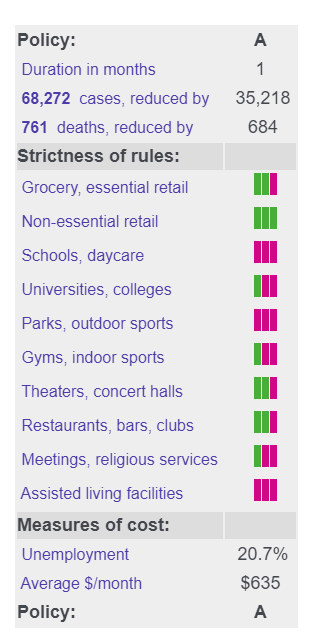 Policy: A
Duration in months 1
68,272 cases, reduced by 35,218
761 deaths, reduced by 684
Strictness of rules:
Grocery, essential retail
Non-essential retail
Schools, daycare
Universities, colleges
Parks, outdoor sports
Gyms, indoor sports
Theaters, concert halls
Restaurants, bars, clubs
Meetings, religious services
Assisted living facilities
Measures of cost:
Unemployment 20.7%
Average $/month $635
Policy: A